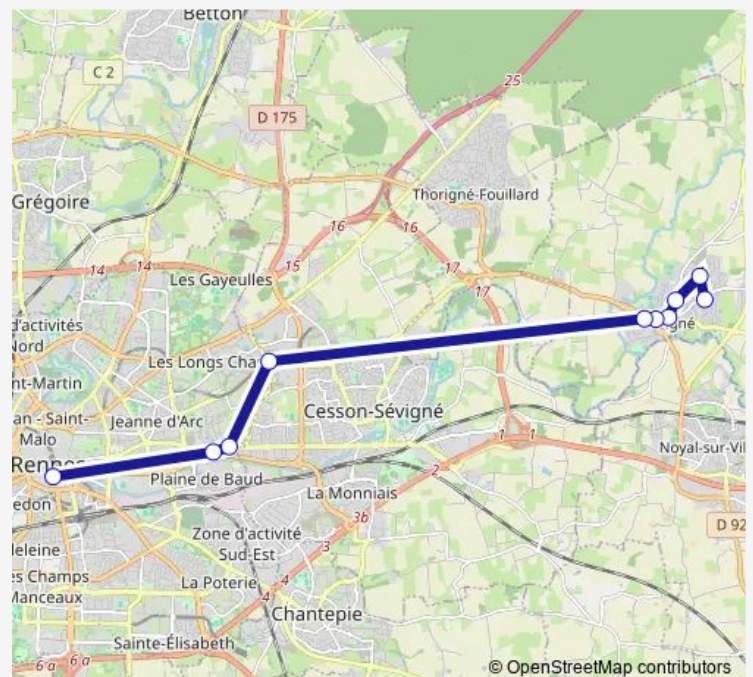 Betton
C 2
25
D 175
Thorigné-Fouillard
Grégoire
16
16
14
14
15
17
Les Gayeulles
17
d'activités
Nord
gné
Les Longs Cha
nt-Martin
Cesson-Sévigné
an - Saint-
Malo
Jeanne d'Arc
1
1
Noyal-sur-Vil
Rennes
2
Plaine de Baud
edon
La Monniais
3b
D 92
Zone d'activité
Sud-Est
3
leleine
es Champs
Manceaux
La Poterie
4
4
Chantepie
Sainte-Élisabeth
6 a
6 a
© OpenStreetMap contributors